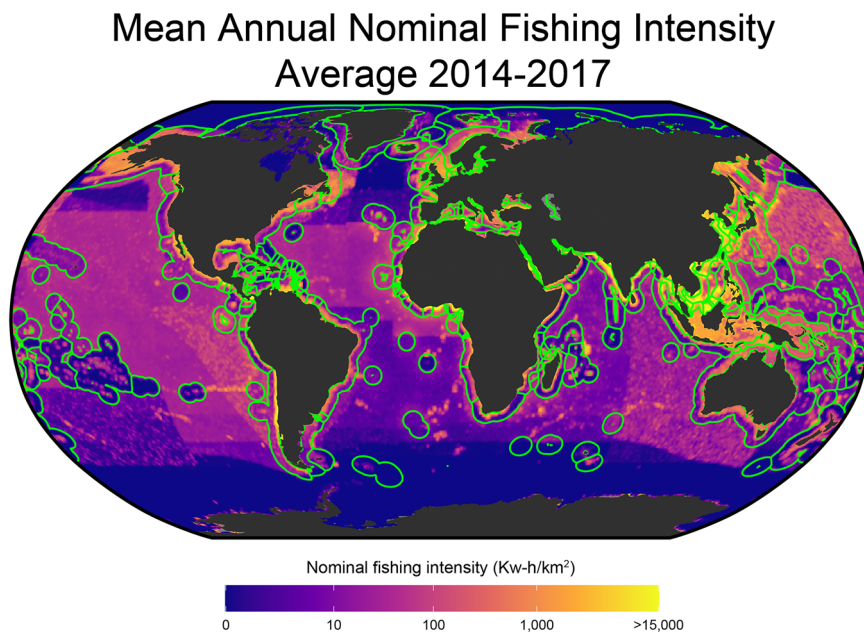 Mean Annual Nominal Fishing Intensity
Average 2014-2017
Nominal fishing intensity (Kw-h/km²)
0 10 100 1,000 >15,000